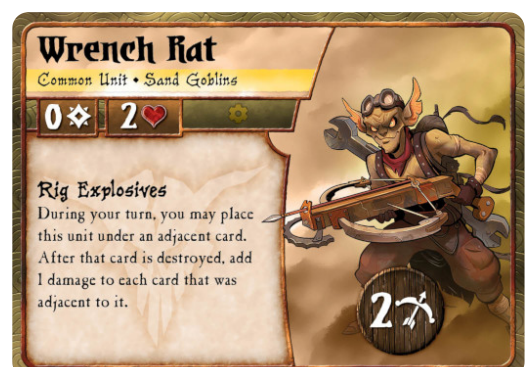 Wrench Rat
Common Unit • Sand Goblins
0 2
Rig Explosives
During your turn, you may place
this unit under an adjacent card.
After that card is destroyed, add
1 damage to each card that was
adjacent to it.
2